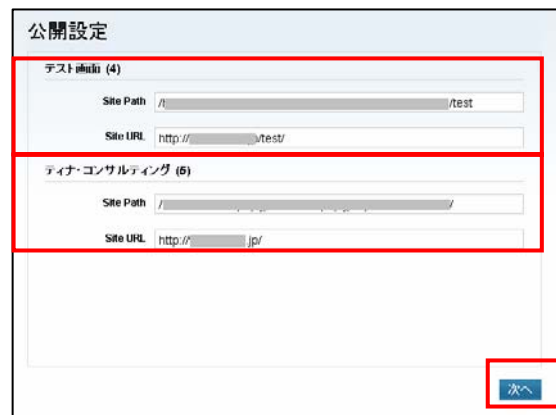 公開設定
テスト画面 (4)
Site Path /test
Site URL http:// /test/
ティナ・コンサルティング (5)
Site Path / /
Site URL http:// .jp/
次へ